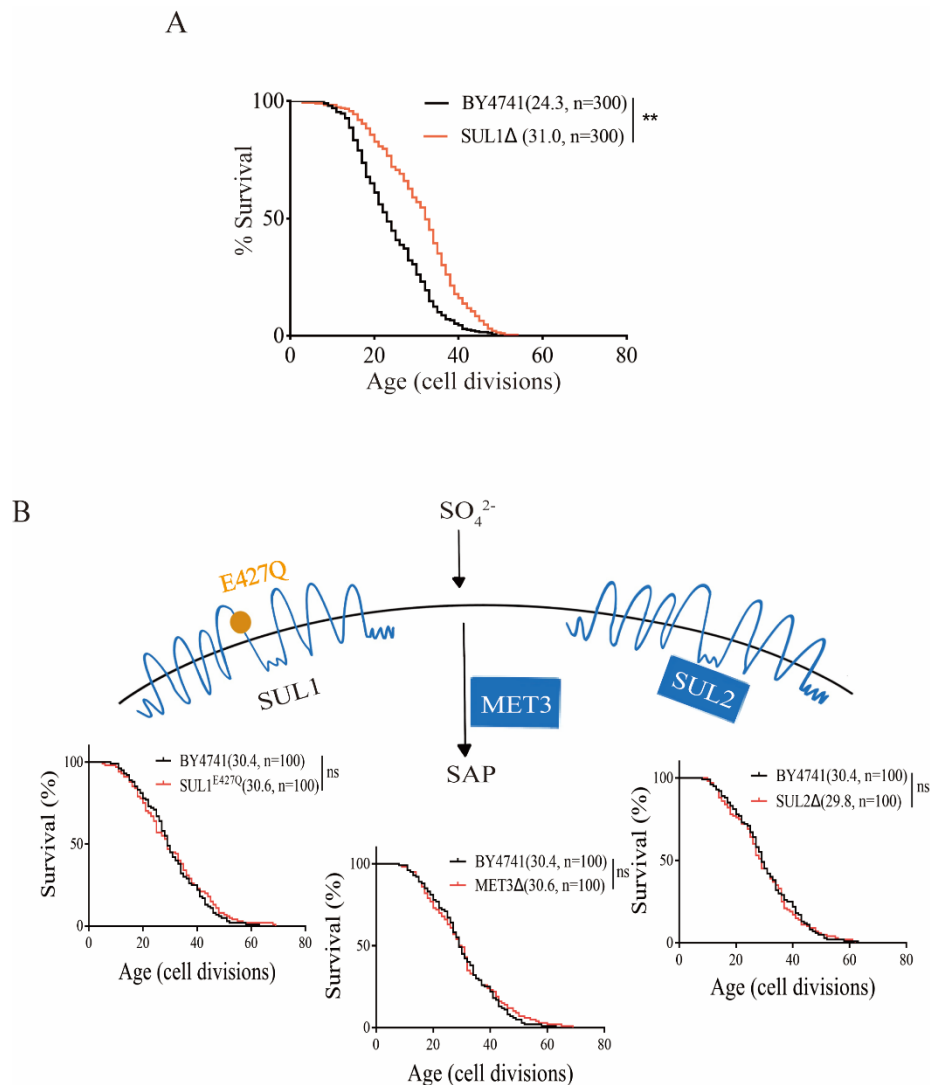 A
BY4741(24.3, n=300)
SUL1Δ (31.0, n=300)
**
100
50
0
% Survival
0 20 40 60 80
Age (cell divisions)
B
SO₄²⁻
E427Q
SUL1
MET3
SUL2
SAP
BY4741(30.4, n=100)
SUL1ᴱ⁴²⁷Q(30.6, n=100)
ns
100
50
0
Survival (%)
0 20 40 60 80
Age (cell divisions)
BY4741(30.4, n=100)
MET3Δ(30.6, n=100)
ns
100
50
0
Survival (%)
0 20 40 60 80
Age (cell divisions)
BY4741(30.4, n=100)
SUL2Δ(29.8, n=100)
ns
100
50
0
Survival (%)
0 20 40 60 80
Age (cell divisions)